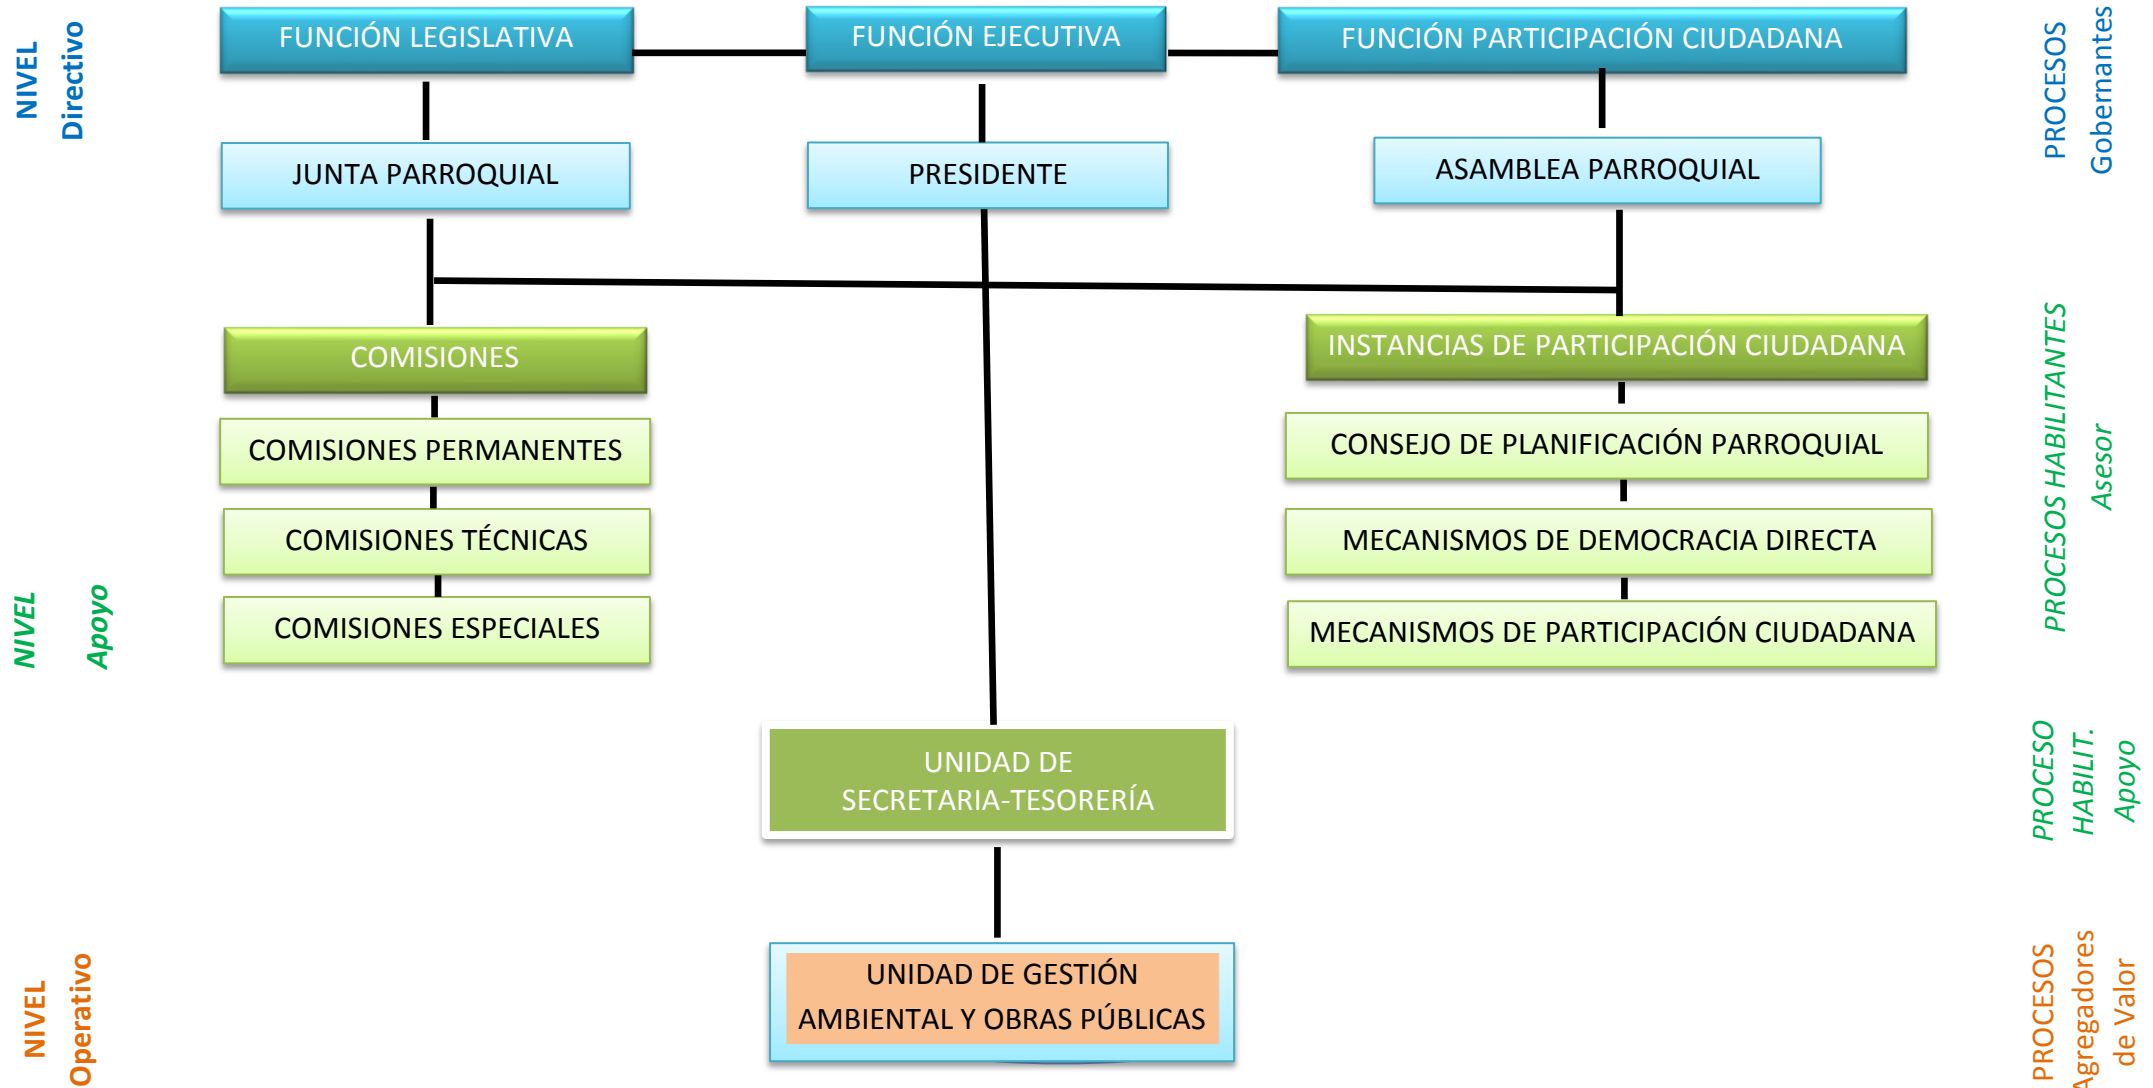 NIVEL
Directivo
FUNCIÓN LEGISLATIVA
FUNCIÓN EJECUTIVA
FUNCIÓN PARTICIPACIÓN CIUDADANA
PROCESOS
Gobernantes
JUNTA PARROQUIAL
PRESIDENTE
ASAMBLEA PARROQUIAL
COMISIONES
INSTANCIAS DE PARTICIPACIÓN CIUDADANA
COMISIONES PERMANENTES
CONSEJO DE PLANIFICACIÓN PARROQUIAL
PROCESOS HABILITANTES
Asesor
COMISIONES TÉCNICAS
MECANISMOS DE DEMOCRACIA DIRECTA
NIVEL
Apoyo
COMISIONES ESPECIALES
MECANISMOS DE PARTICIPACIÓN CIUDADANA
UNIDAD DE
SECRETARIA-TESORERÍA
PROCESO
HABILIT.
Apoyo
NIVEL
Operativo
UNIDAD DE GESTIÓN
AMBIENTAL Y OBRAS PÚBLICAS
PROCESOS
Agregadores
de Valor